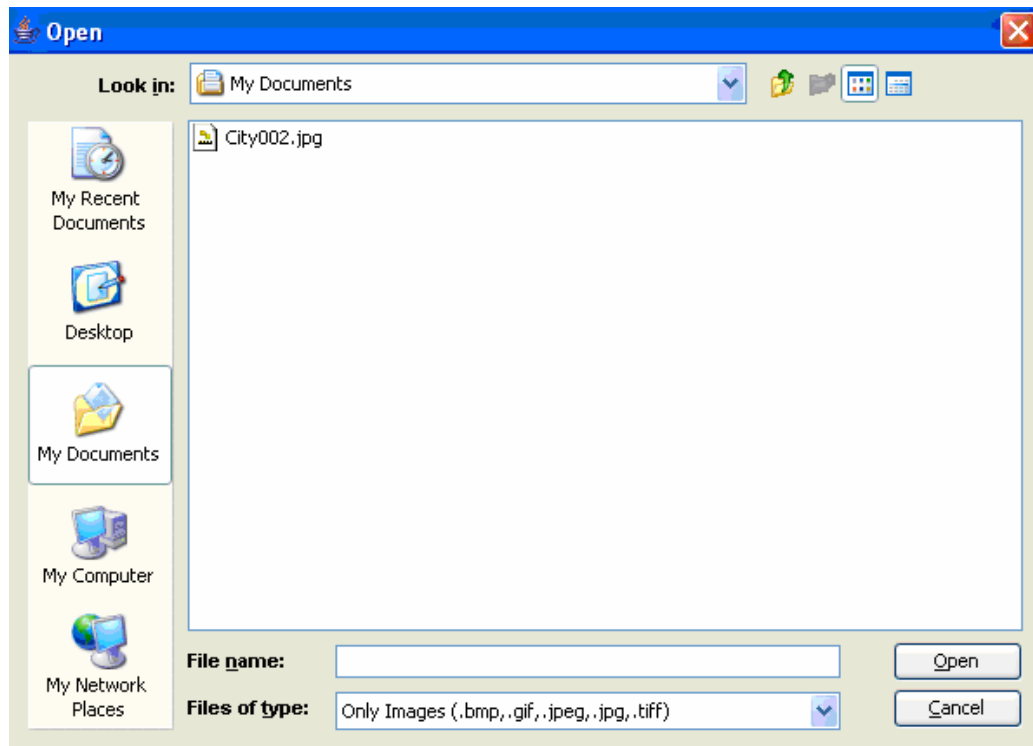 Open
Look in:
My Documents
City002.jpg
My Recent
Documents
Desktop
My Documents
My Computer
My Network
Places
File name:
Open
Files of type:
Only Images (.bmp,.gif,.jpeg,.jpg,.tiff)
Cancel